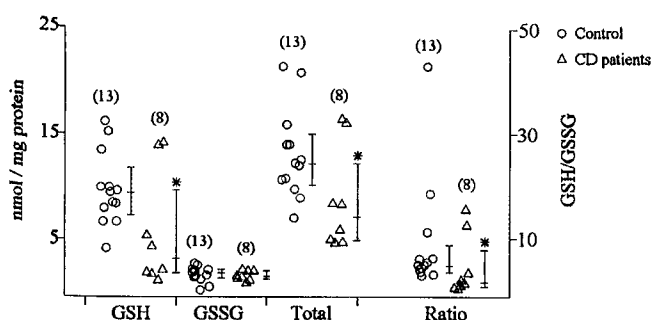 25
15
5
nmol / mg protein
(13)
(8)
*
(13)
(8)
(13)
(8)
*
(13)
(8)
*
50
30
10
GSH/GSSG
Control
CD patients
GSH
GSSG
Total
Ratio